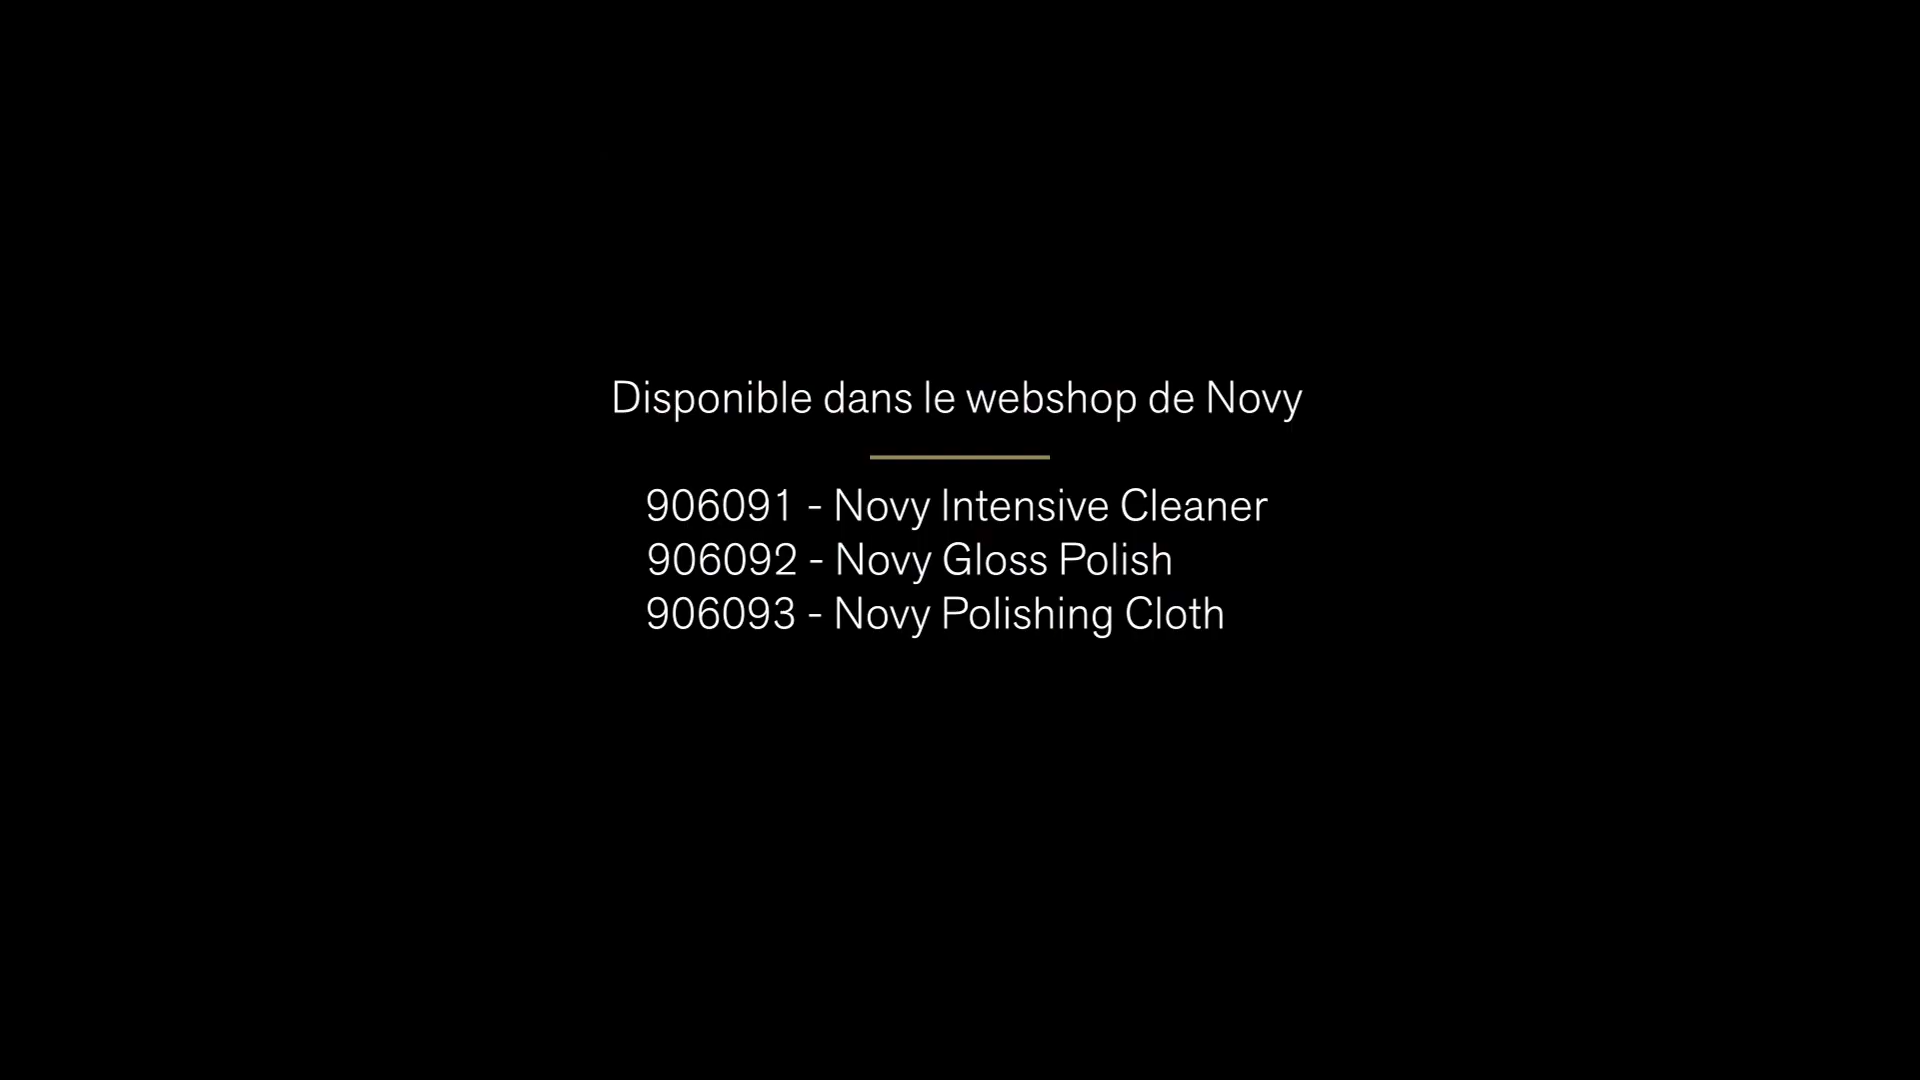 Disponible dans le webshop de Novy
906091 - Novy Intensive Cleaner
906092 - Novy Gloss Polish
906093 - Novy Polishing Cloth